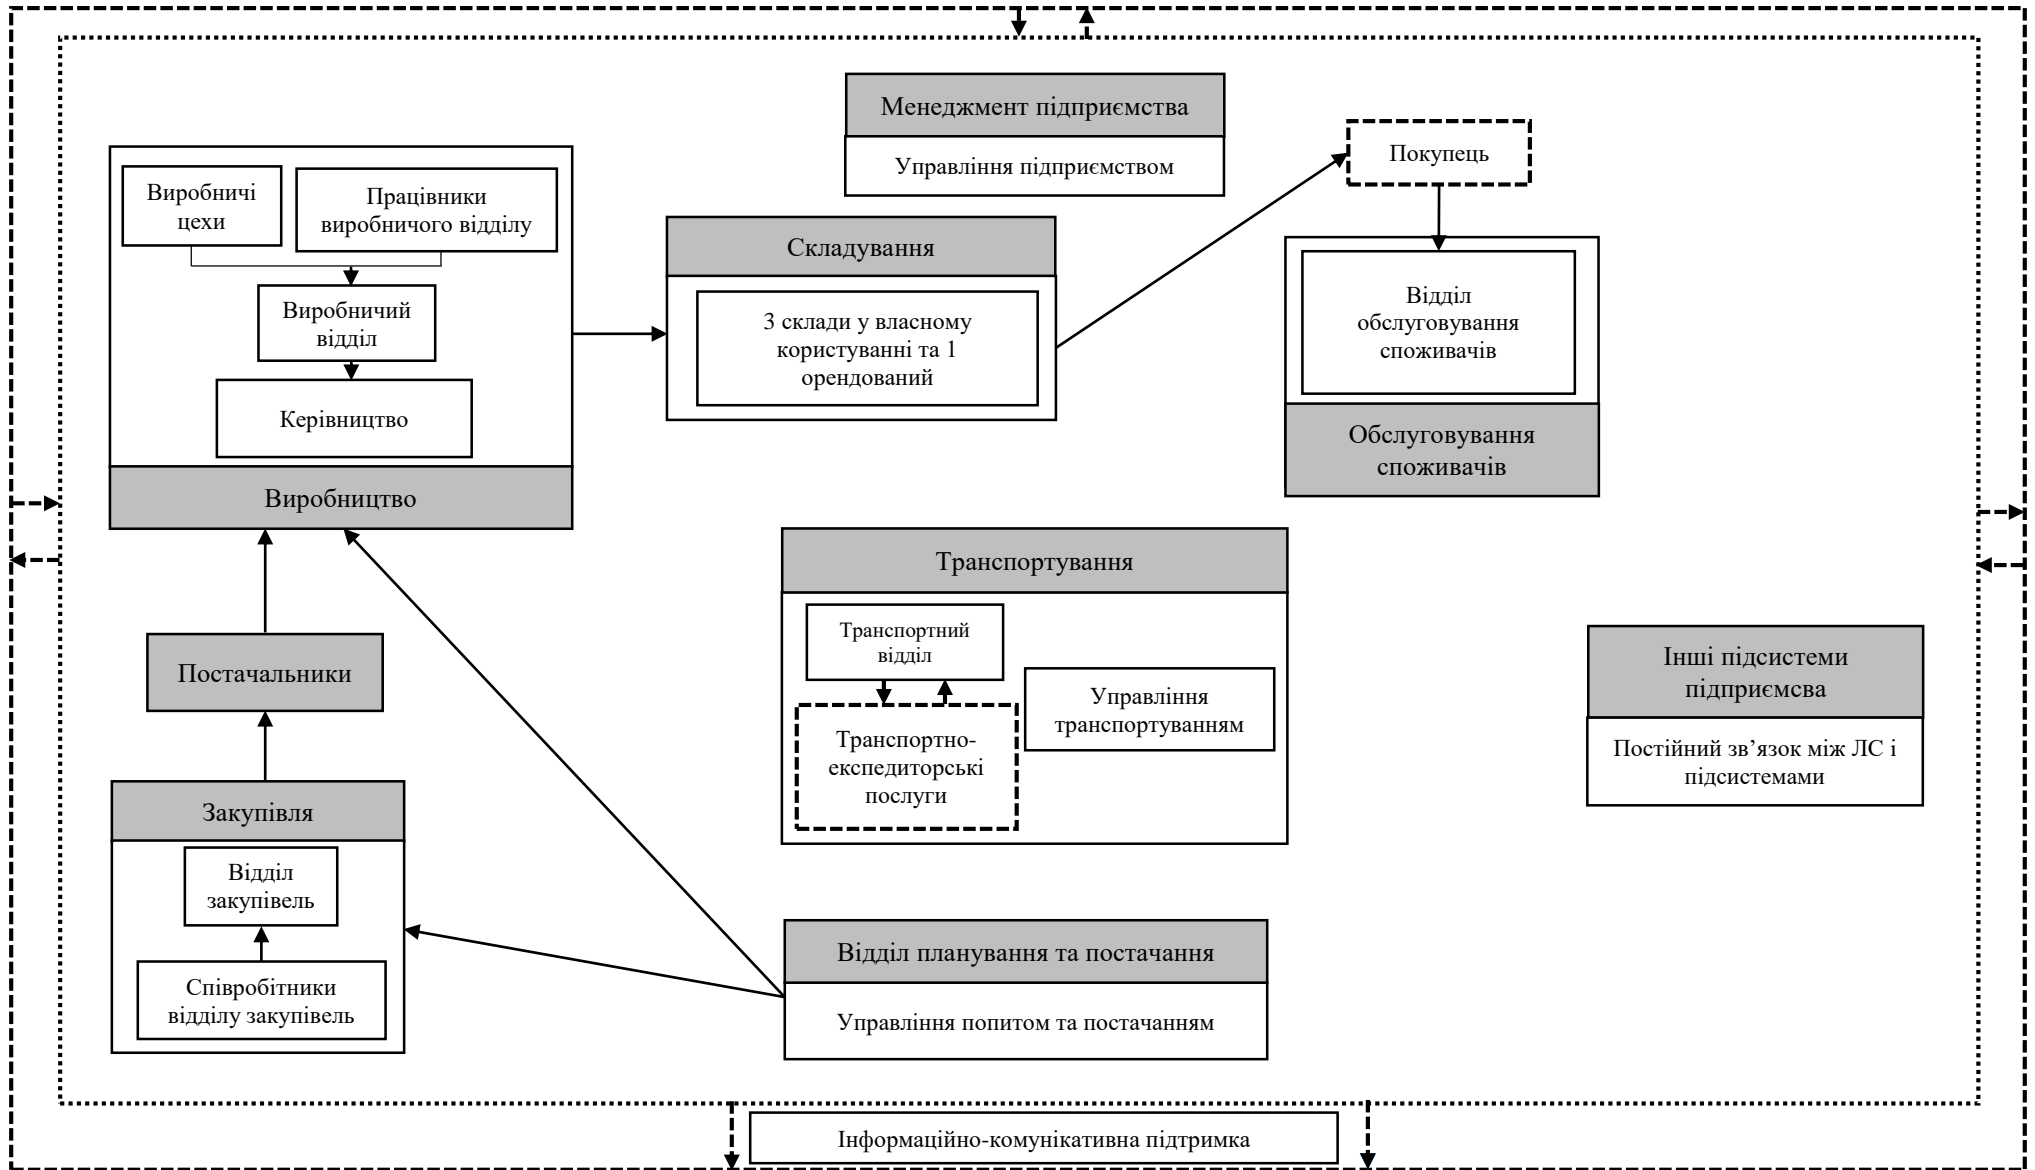 Менеджмент підприємства
Управління підприємством
Покупець
Виробничі
цехи
Працівники
виробничого відділу
Виробничий
відділ
Керівництво
Виробництво
Складування
3 склади у власному
користуванні та 1
орендований
Відділ
обслуговування
споживачів
Обслуговування
споживачів
Транспортування
Транспортний
відділ
Управління
транспортуванням
Транспортно-
експедиторські
послуги
Постачальники
Інші підсистеми
підприємсва
Постійний зв’язок між ЛС і
підсистемами
Закупівля
Відділ
закупівель
Співробітники
відділу закупівель
Відділ планування та постачання
Управління попитом та постачанням
Інформаційно-комунікативна підтримка